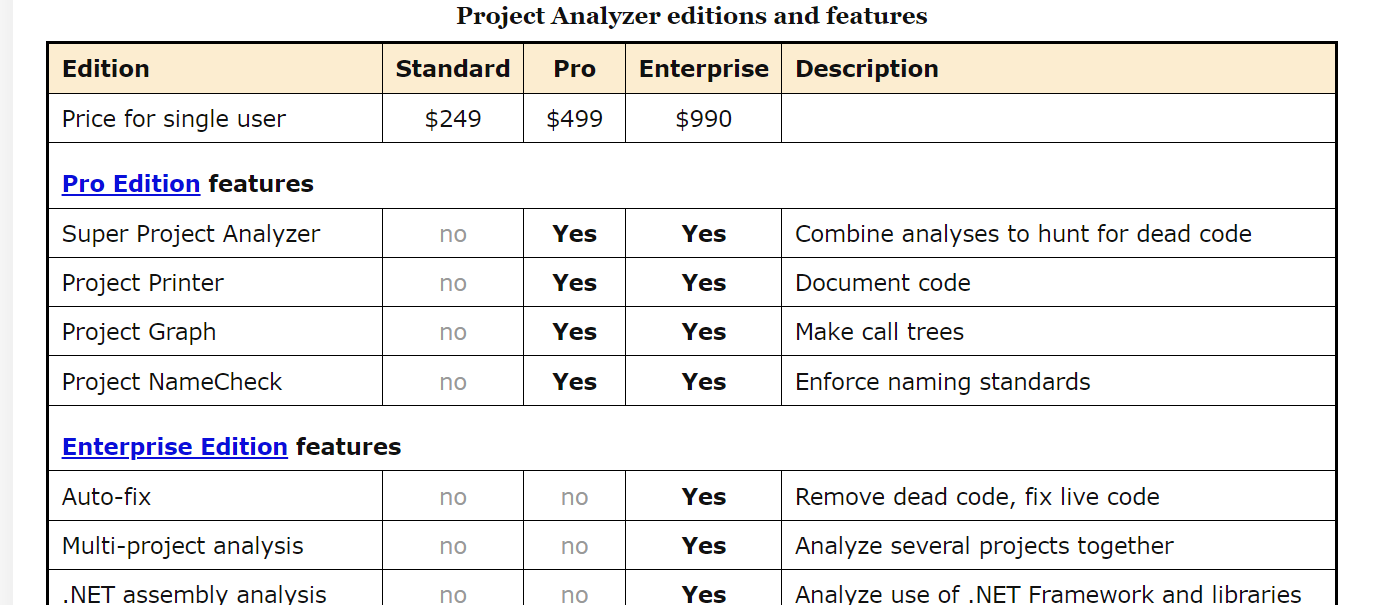 Project Analyzer editions and features
Edition Standard Pro Enterprise Description
Price for single user $249 $499 $990
Pro Edition features
Super Project Analyzer no Yes Yes Combine analyses to hunt for dead code
Project Printer no Yes Yes Document code
Project Graph no Yes Yes Make call trees
Project NameCheck no Yes Yes Enforce naming standards
Enterprise Edition features
Auto-fix no no Yes Remove dead code, fix live code
Multi-project analysis no no Yes Analyze several projects together
.NET assembly analysis no no Yes Analyze use of .NET Framework and libraries